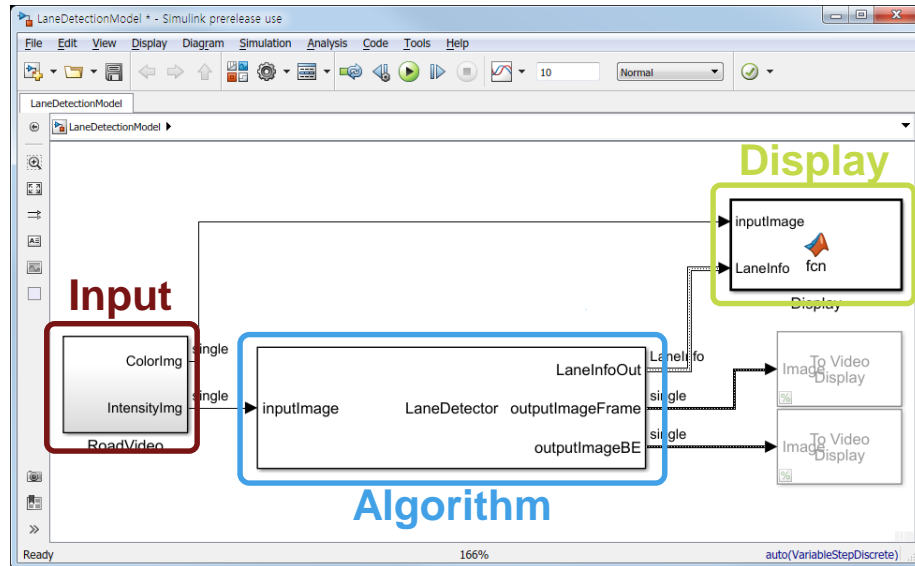 LaneDetectionModel * - Simulink prerelease use
File Edit View Display Diagram Simulation Analysis Code Tools Help
10 Normal
LaneDetectionModel
LaneDetectionModel
Display
inputImage
fcn
LaneInfo
Display
Input
ColorImg
single
IntensityImg
single
RoadVideo
inputImage
LaneDetector
LaneInfoOut
LaneInfo
outputImageFrame
single
outputImageBE
single
Image
To Video
Display
Image
To Video
Display
Algorithm
Ready 166% auto(VariableStepDiscrete)